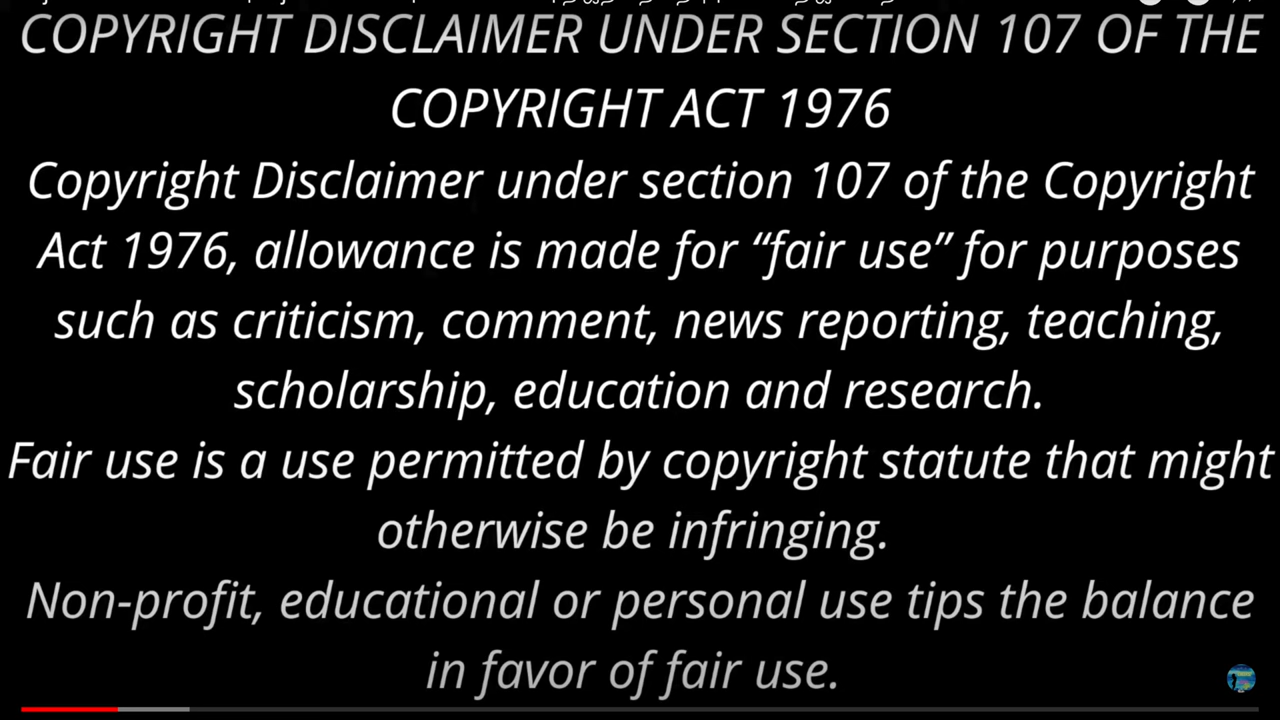 COPYRIGHT DISCLAIMER UNDER SECTION 107 OF THE
COPYRIGHT ACT 1976
Copyright Disclaimer under section 107 of the Copyright
Act 1976, allowance is made for “fair use” for purposes
such as criticism, comment, news reporting, teaching,
scholarship, education and research.
Fair use is a use permitted by copyright statute that might
otherwise be infringing.
Non-profit, educational or personal use tips the balance
in favor of fair use.